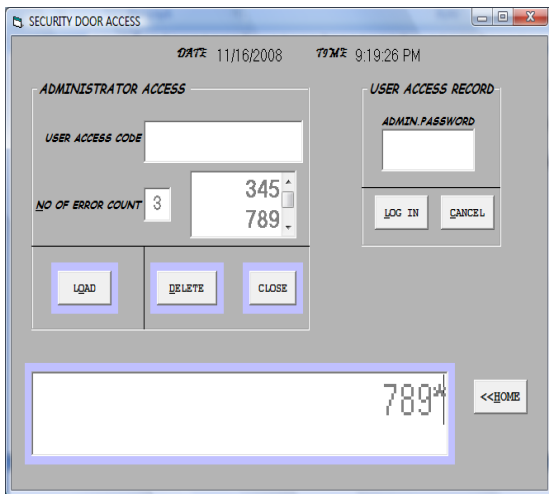 SECURITY DOOR ACCESS
DATE 11/16/2008 TIME 9:19:26 PM
ADMINISTRATOR ACCESS
USER ACCESS CODE
NO OF ERROR COUNT 3
345
789
LOAD DELETE CLOSE
USER ACCESS RECORD
ADMIN.PASSWORD
LOG IN CANCEL
789*
<<HOME